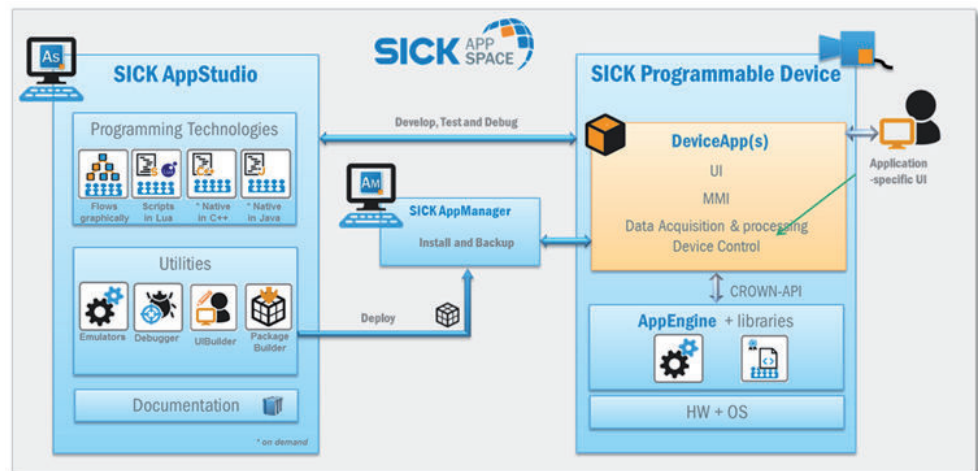 SICK APP
SPACE
As
SICK AppStudio
Programming Technologies
Flows
graphically
Scripts
in Lua
* Native
in C++
* Native
in Java
Utilities
Emulators
Debugger
UIBuilder
Package
Builder
Documentation
* on demand
Develop, Test and Debug
AM
SICK AppManager
Install and Backup
Deploy
SICK Programmable Device
DeviceApp(s)
UI
MMI
Data Acquisition & processing
Device Control
Application
-specific UI
CROWN-API
AppEngine + libraries
HW + OS